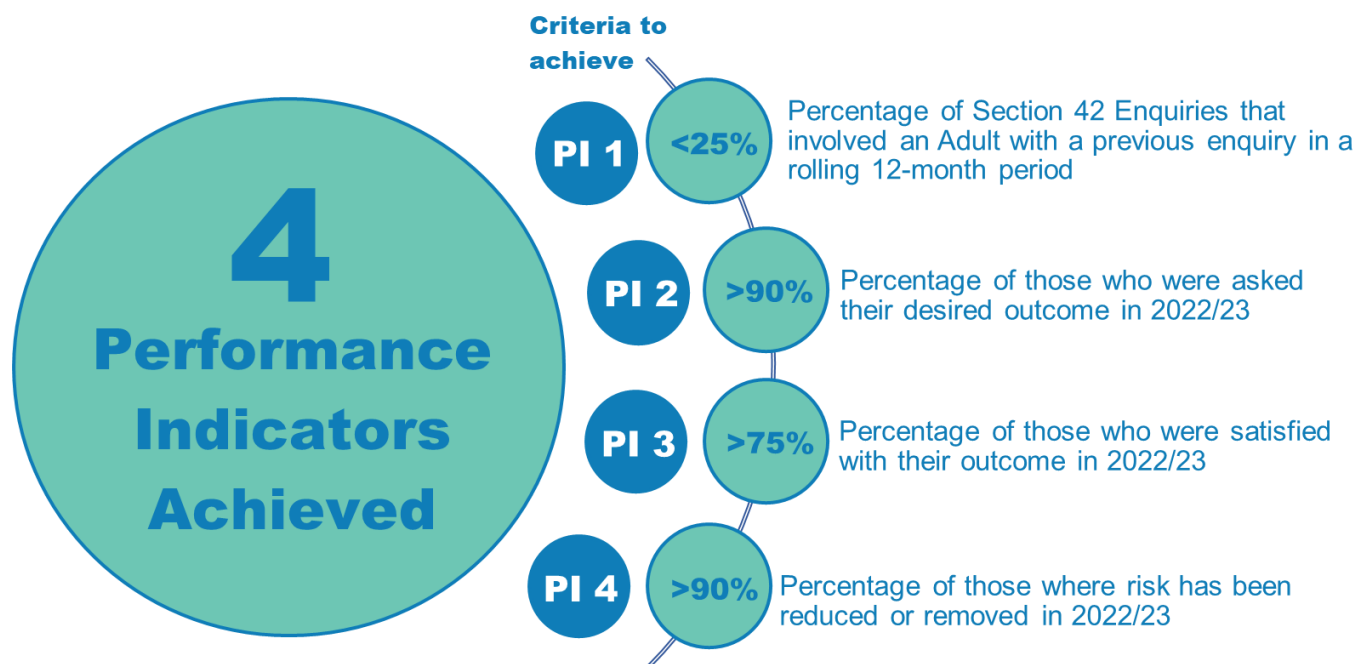 4
Performance
Indicators
Achieved
Criteria to
achieve
PI 1
<25%
Percentage of Section 42 Enquiries that
involved an Adult with a previous enquiry in a
rolling 12-month period
PI 2
>90%
Percentage of those who were asked
their desired outcome in 2022/23
PI 3
>75%
Percentage of those who were satisfied
with their outcome in 2022/23
PI 4
>90%
Percentage of those where risk has been
reduced or removed in 2022/23